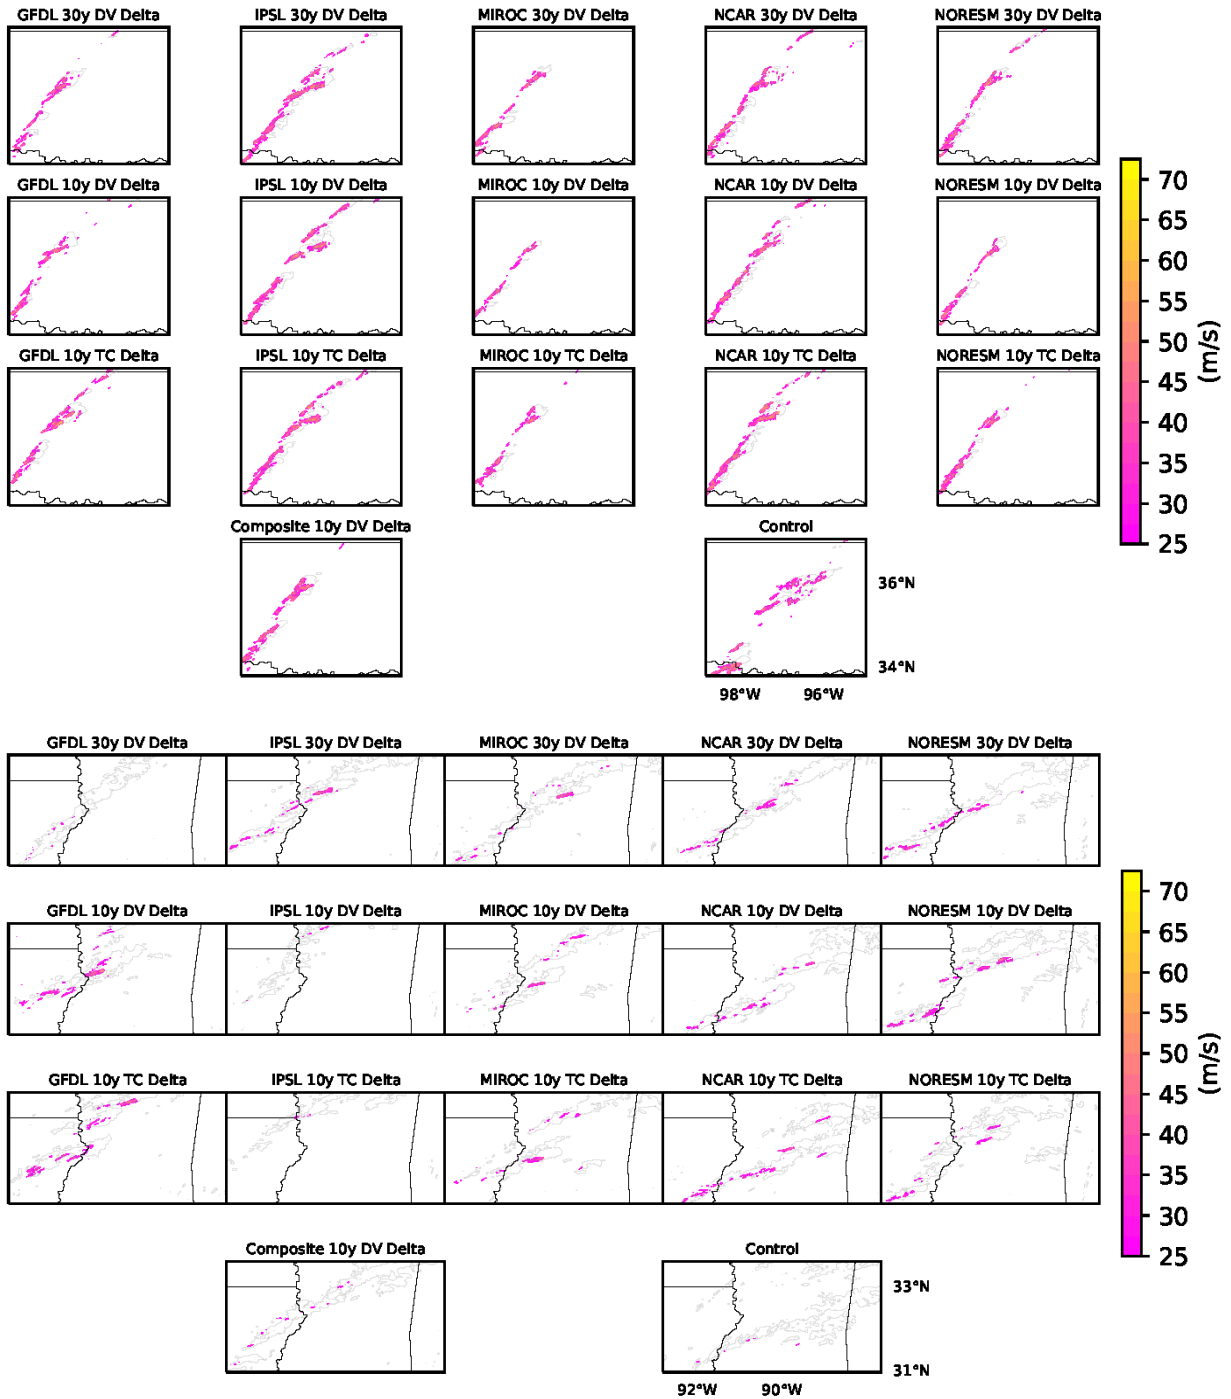 GFDL 30y DV Delta
IPSL 30y DV Delta
MIROC 30y DV Delta
NCAR 30y DV Delta
NORESM 30y DV Delta
GFDL 10y DV Delta
IPSL 10y DV Delta
MIROC 10y DV Delta
NCAR 10y DV Delta
NORESM 10y DV Delta
GFDL 10y TC Delta
IPSL 10y TC Delta
MIROC 10y TC Delta
NCAR 10y TC Delta
NORESM 10y TC Delta
Composite 10y DV Delta
Control
36°N
34°N
98°W
96°W
70
65
60
55
50
45
40
35
30
25
(m/s)
GFDL 30y DV Delta
IPSL 30y DV Delta
MIROC 30y DV Delta
NCAR 30y DV Delta
NORESM 30y DV Delta
GFDL 10y DV Delta
IPSL 10y DV Delta
MIROC 10y DV Delta
NCAR 10y DV Delta
NORESM 10y DV Delta
GFDL 10y TC Delta
IPSL 10y TC Delta
MIROC 10y TC Delta
NCAR 10y TC Delta
NORESM 10y TC Delta
Composite 10y DV Delta
Control
33°N
31°N
92°W
90°W
70
65
60
55
50
45
40
35
30
25
(m/s)